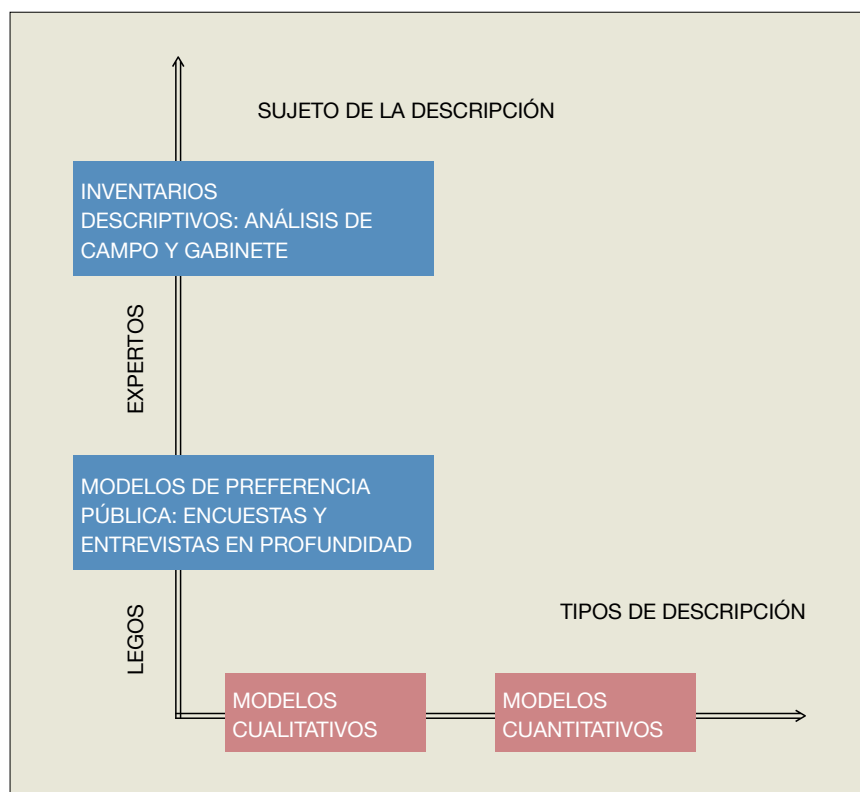 SUJETO DE LA DESCRIPCIÓN
INVENTARIOS
DESCRIPTIVOS: ANÁLISIS DE
CAMPO Y GABINETE
EXPERTOS
MODELOS DE PREFERENCIA
PÚBLICA: ENCUESTAS Y
ENTREVISTAS EN PROFUNDIDAD
LEGOS
TIPOS DE DESCRIPCIÓN
MODELOS
CUALITATIVOS
MODELOS
CUANTITATIVOS